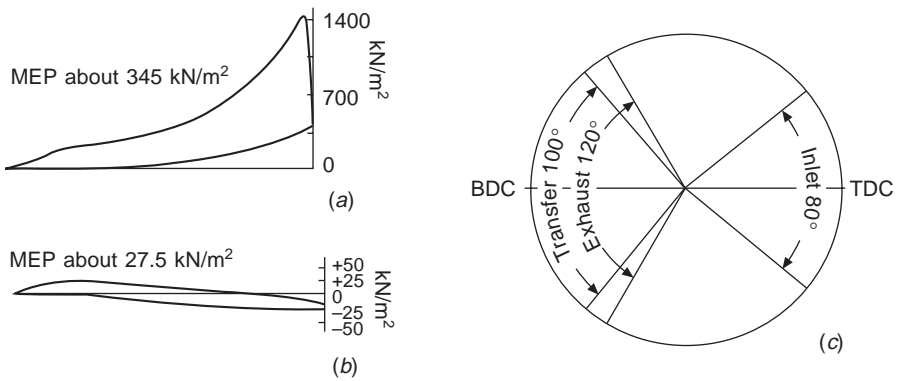 MEP about 345 kN/m²
1400
700
0
kN/m²
(a)
MEP about 27.5 kN/m²
+50
+25
0
–25
–50
kN/m²
(b)
BDC
Transfer 100°
Exhaust 120°
Inlet 80°
TDC
(c)